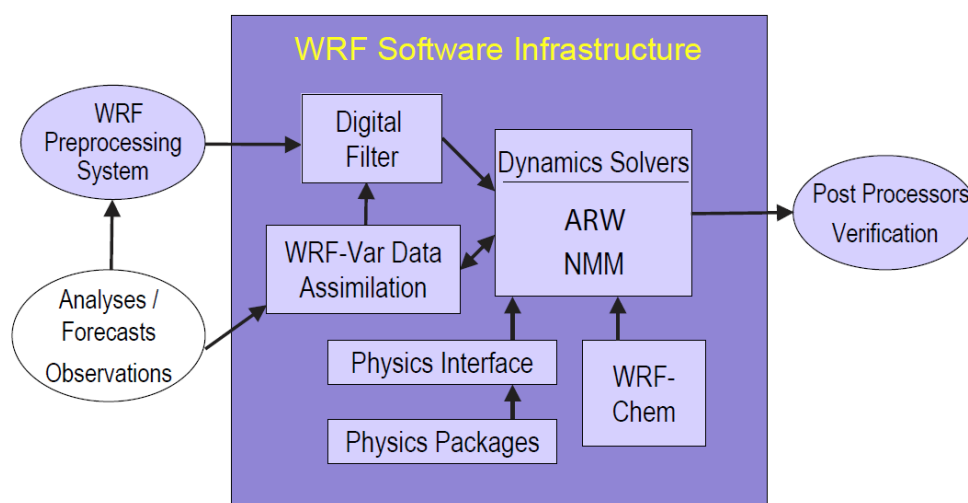 WRF Software Infrastructure
WRF
Preprocessing
System
Digital
Filter
Dynamics Solvers
ARW
NMM
Post Processors
Verification
WRF-Var Data
Assimilation
Analyses /
Forecasts
Observations
Physics Interface
WRF-
Chem
Physics Packages